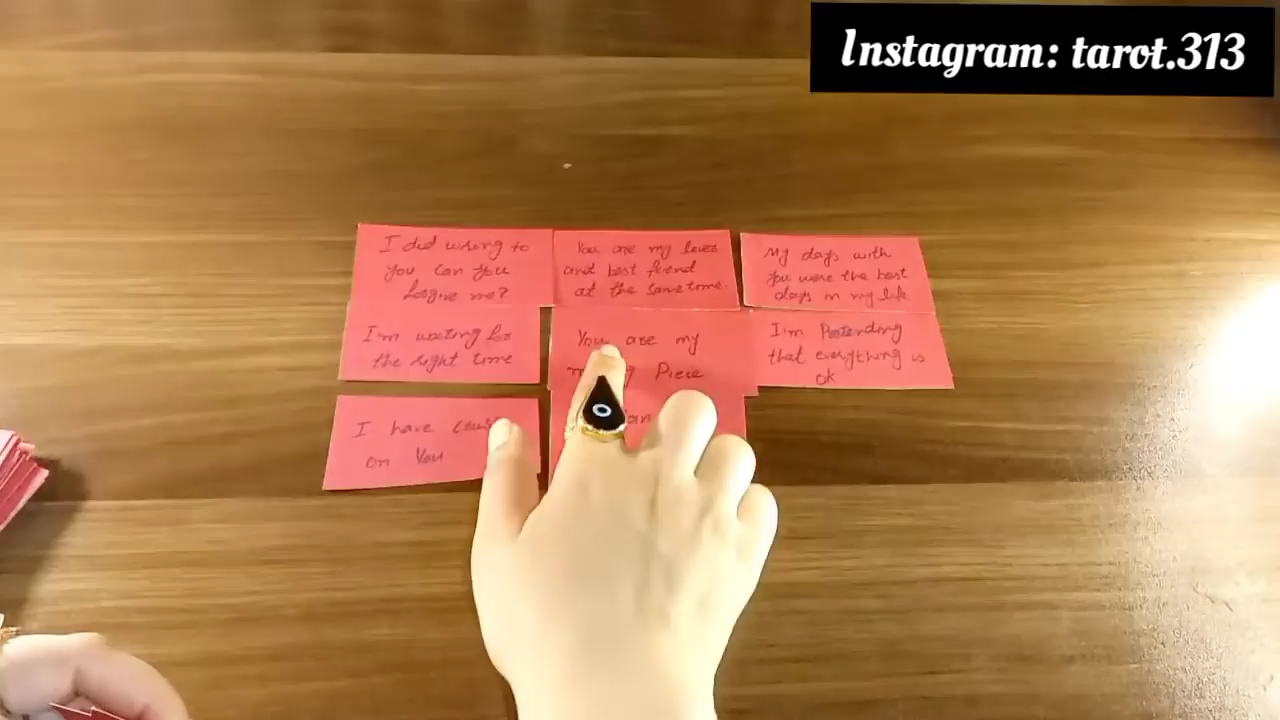 Instagram: tarot.313
I did wrong to
you can you
forgive me?
You are my lover
and best friend
at the same time.
My days with
you were the best
days in my life
I'm waiting for
the right time
You are my
Piece
I'm Pretending
that everything is
ok
I have
on You